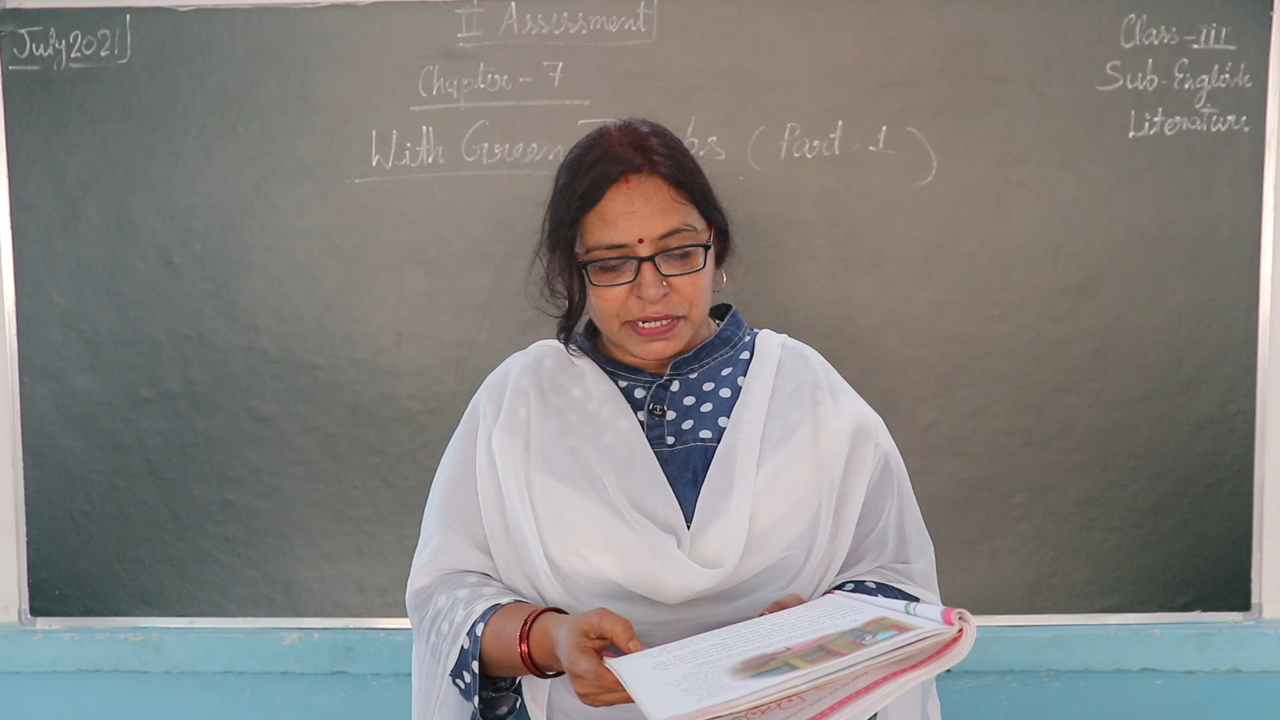 July 2021
II Assessment
Class-III
Chapter-7
Sub-English
With Green (Part-1)
Literature